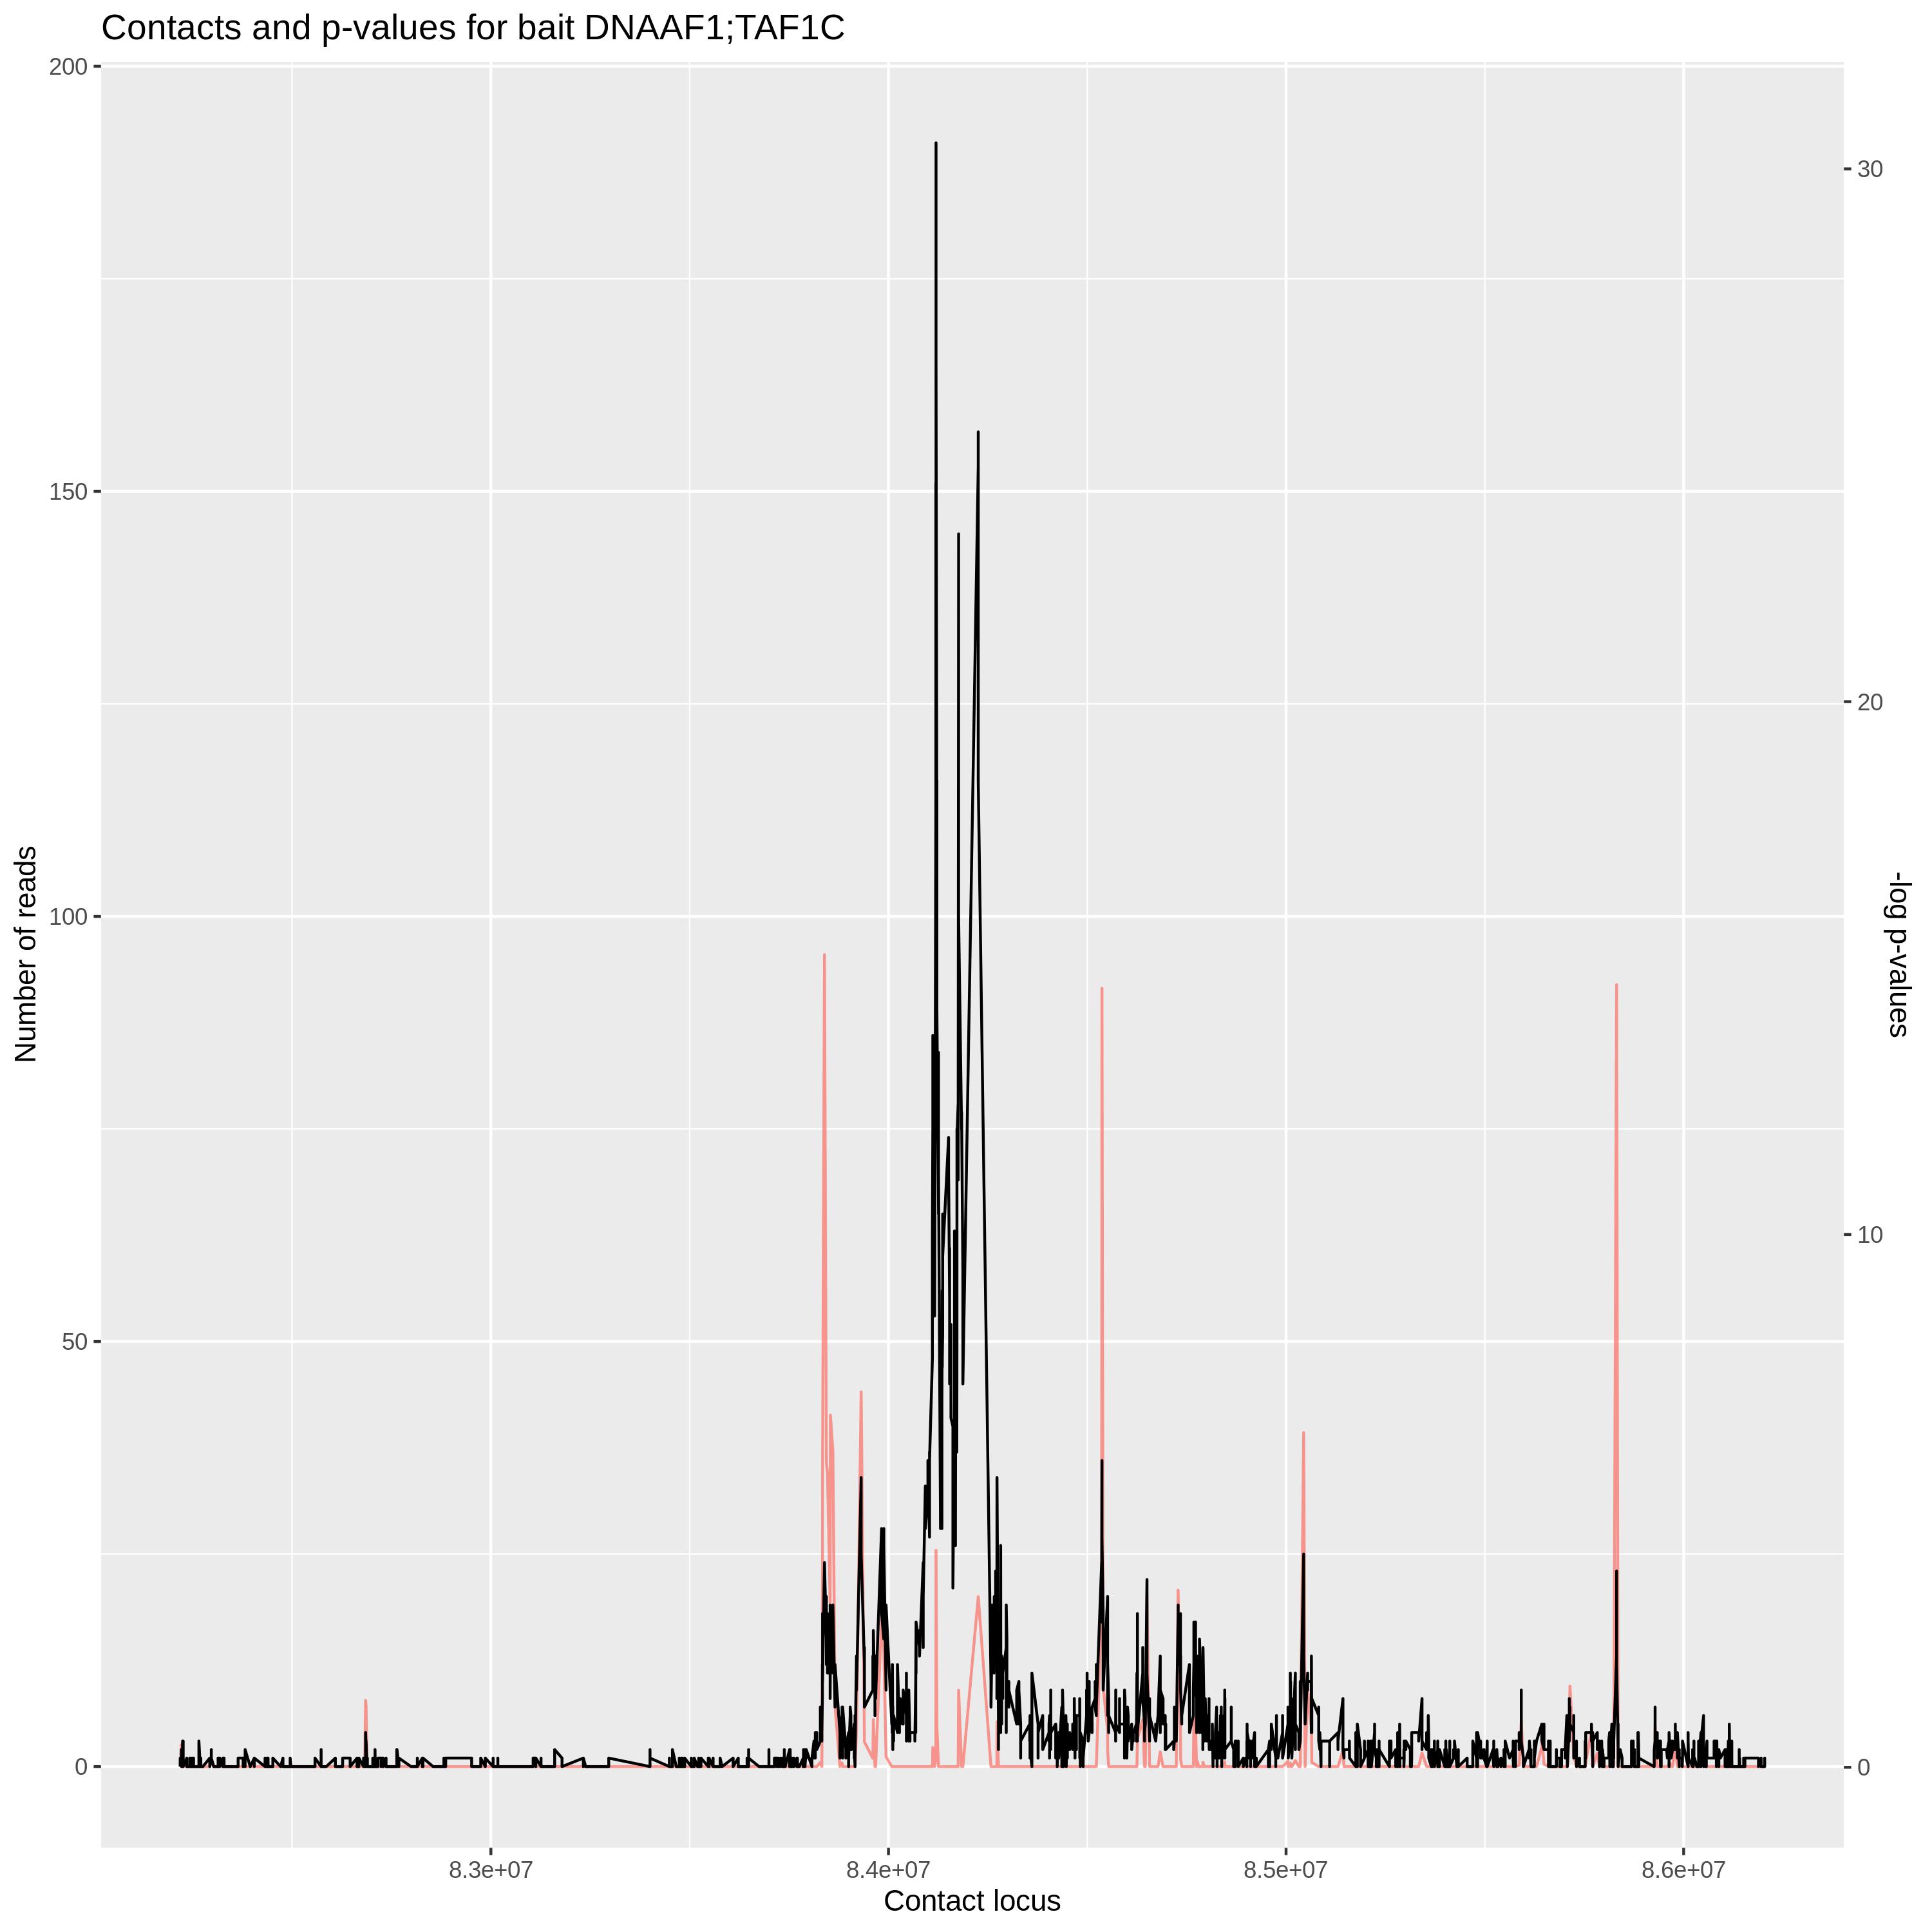 Contacts and p-values for bait DNAAF1;TAF1C
200
150
100
50
0
Number of reads
30
20
10
0
-log p-values
8.3e+07
8.4e+07
8.5e+07
8.6e+07
Contact locus